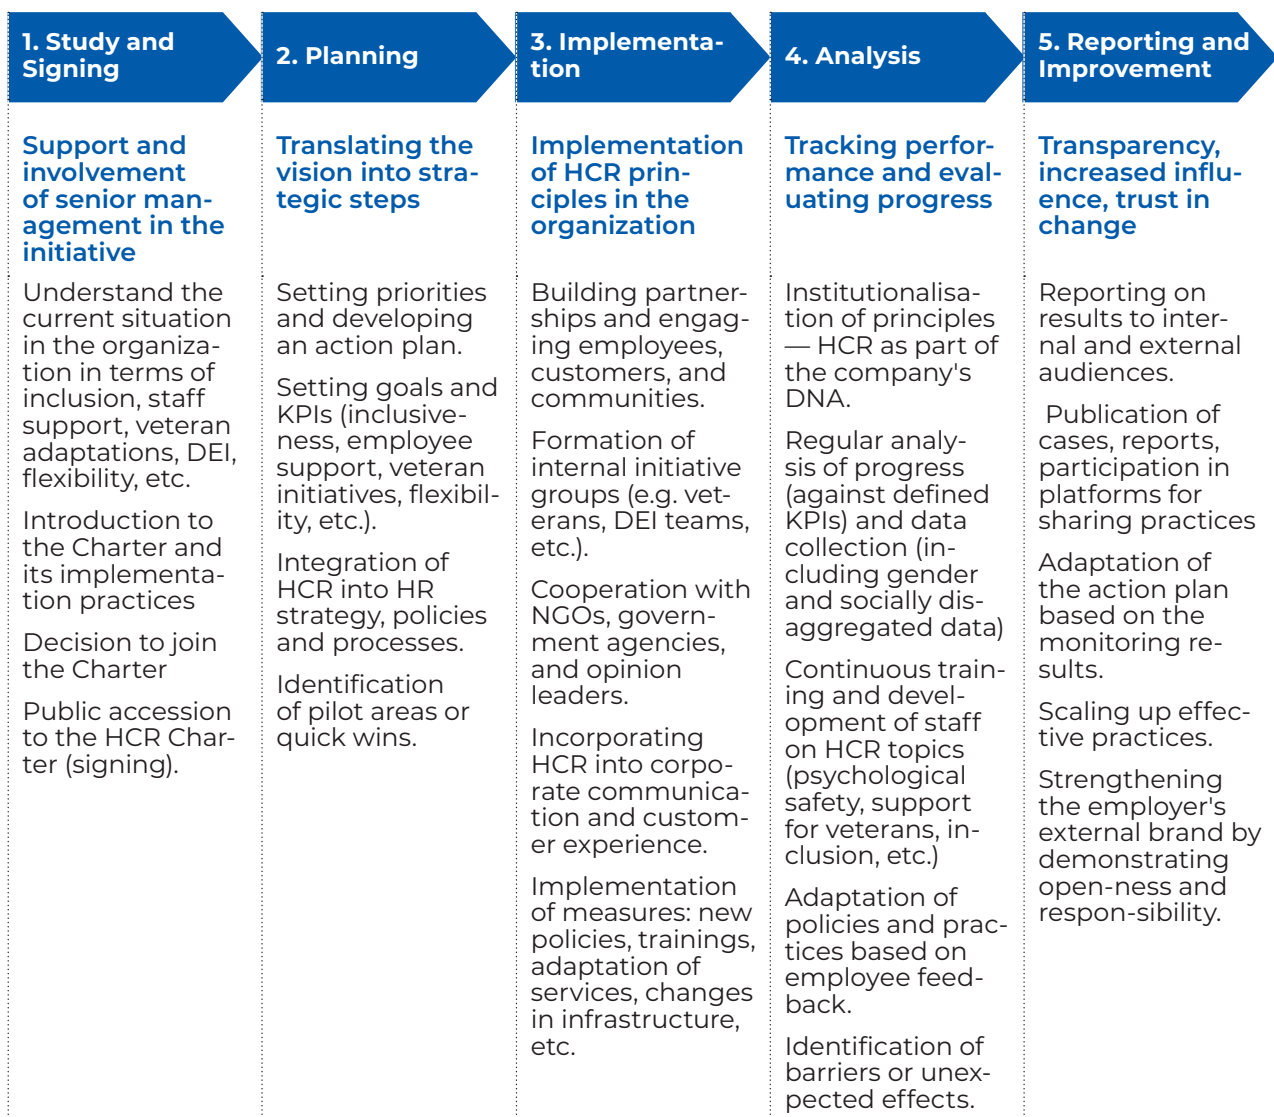 1. Study and
Signing
Support and
involvement
of senior man-
agement in the
initiative
Understand the
current situation
in the organiza-
tion in terms of
inclusion, staff
support, veteran
adaptations, DEI,
flexibility, etc.
Introduction to
the Charter and
its implementa-
tion practices
Decision to join
the Charter
Public accession
to the HCR Char-
ter (signing).
2. Planning
Translating the
vision into stra-
tegic steps
Setting priorities
and developing
an action plan.
Setting goals and
KPIs (inclusive-
ness, employee
support, veteran
initiatives, flexibil-
ity, etc.).
Integration of
HCR into HR
strategy, policies
and processes.
Identification
of pilot areas or
quick wins.
3. Implementa-
tion
Implementation
of HCR prin-
ciples in the
organization
Building partner-
ships and engag-
ing employees,
customers, and
communities.
Formation of
internal initiative
groups (e.g. vet-
erans, DEI teams,
etc.).
Cooperation with
NGOs, govern-
ment agencies,
and opinion
leaders.
Incorporating
HCR into corpo-
rate communica-
tion and custom-
er experience.
Implementation
of measures: new
policies, trainings,
adaptation of
services, changes
in infrastructure,
etc.
4. Analysis
Tracking perfor-
mance and eval-
uating progress
Institutionalisa-
tion of principles
— HCR as part of
the company's
DNA.
Regular analy-
sis of progress
(against defined
KPIs) and data
collection (in-
cluding gender
and socially dis-
aggregated data)
Continuous train-
ing and devel-
opment of staff
on HCR topics
(psychological
safety, support
for veterans, in-
clusion, etc.)
Adaptation of
policies and prac-
tices based on
employee feed-
back.
Identification of
barriers or unex-
pected effects.
5. Reporting and
Improvement
Transparency,
increased influ-
ence, trust in
change
Reporting on
results to inter-
nal and external
audiences.
Publication of
cases, reports,
participation in
platforms for
sharing practices
Adaptation of
the action plan
based on the
monitoring re-
sults.
Scaling up effec-
tive practices.
Strengthening
the employer's
external brand by
demonstrating
open-ness and
respon-sibility.